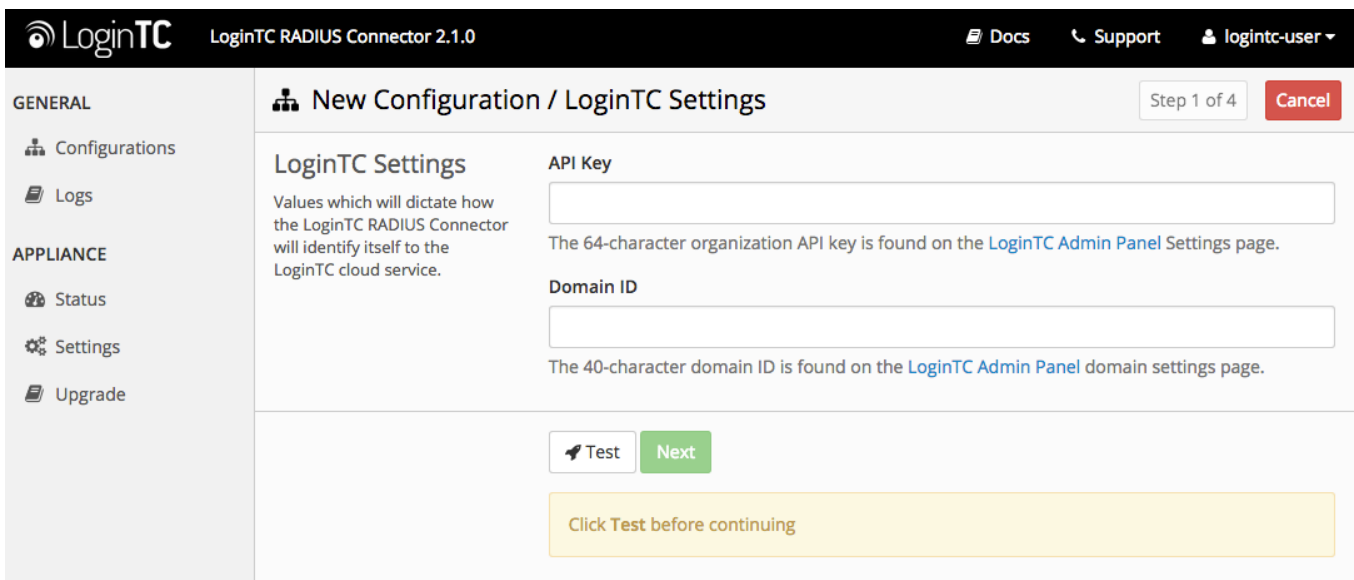 LoginTC LoginTC RADIUS Connector 2.1.0 Docs Support logintc-user
GENERAL
Configurations
Logs
APPLIANCE
Status
Settings
Upgrade
New Configuration / LoginTC Settings Step 1 of 4 Cancel
LoginTC Settings
Values which will dictate how
the LoginTC RADIUS Connector
will identify itself to the
LoginTC cloud service.
API Key
The 64-character organization API key is found on the LoginTC Admin Panel Settings page.
Domain ID
The 40-character domain ID is found on the LoginTC Admin Panel domain settings page.
Test Next
Click Test before continuing